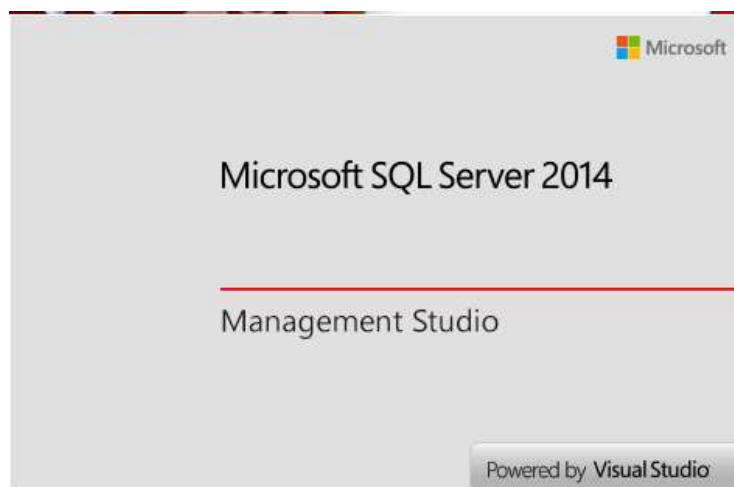 Microsoft
Microsoft SQL Server 2014
Management Studio
Powered by Visual Studio